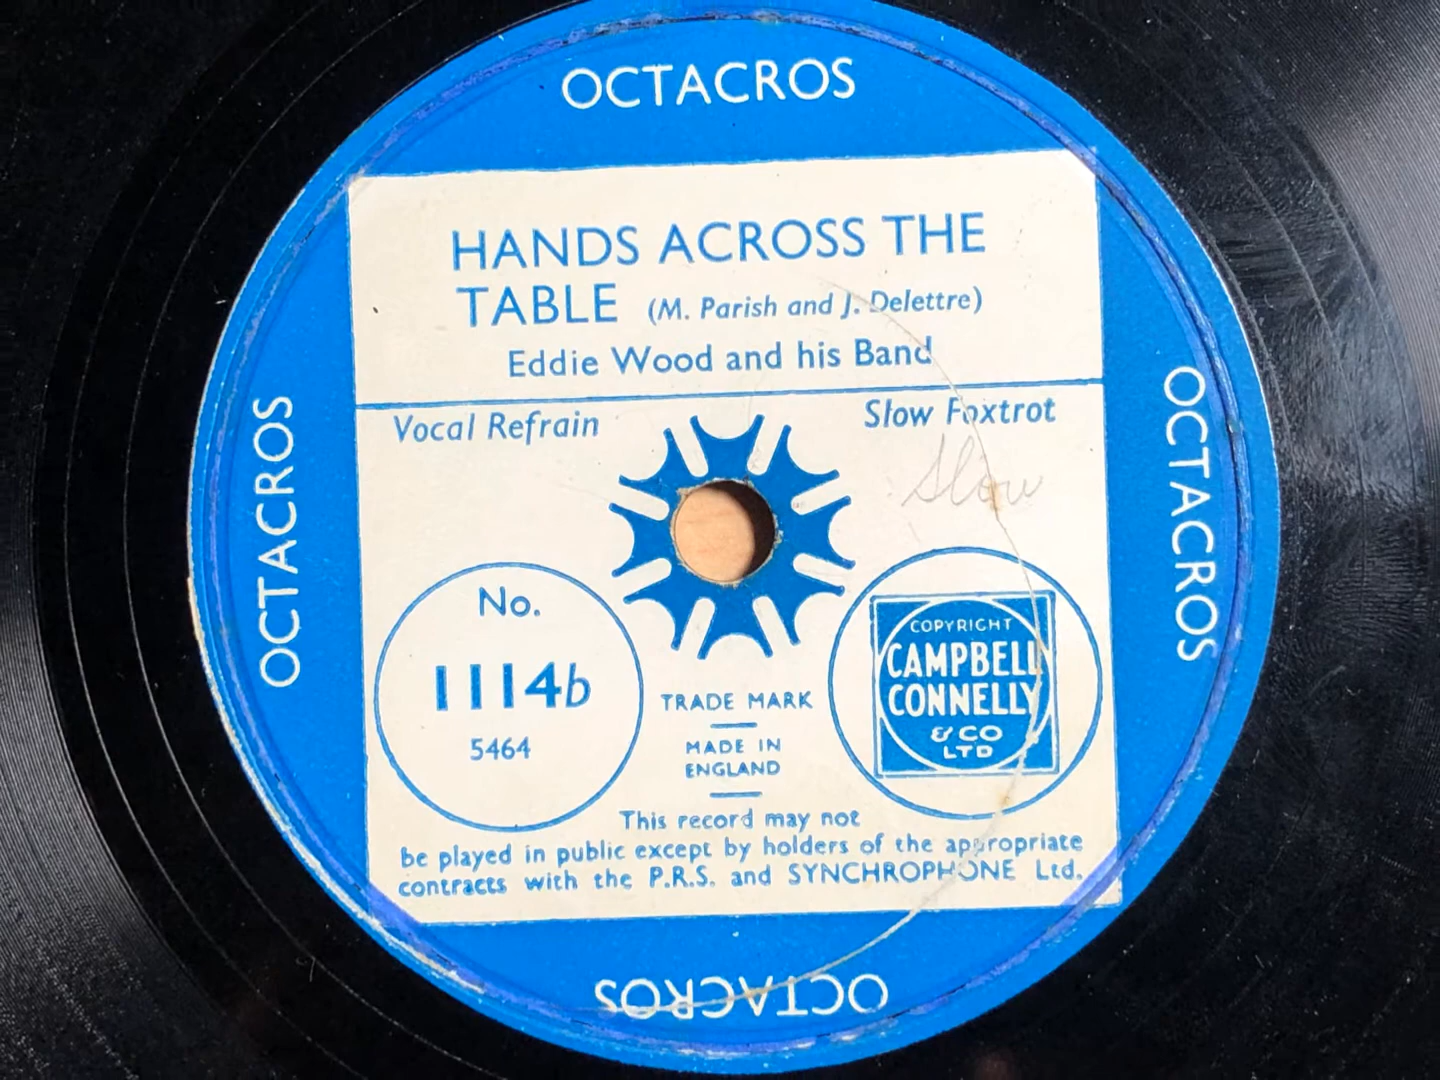 OCTACROS
HANDS ACROSS THE
TABLE (M. Parish and J. Delettre)
Eddie Wood and his Band
Vocal Refrain
Slow Foxtrot
Slow
OCTACROS
OCTACROS
No.
1114b
5464
TRADE MARK
MADE IN
ENGLAND
COPYRIGHT
CAMPBELL
CONNELLY
& CO
LTD
This record may not
be played in public except by holders of the appropriate
contracts with the P.R.S. and SYNCHROPHONE Ltd.
OCTACROS